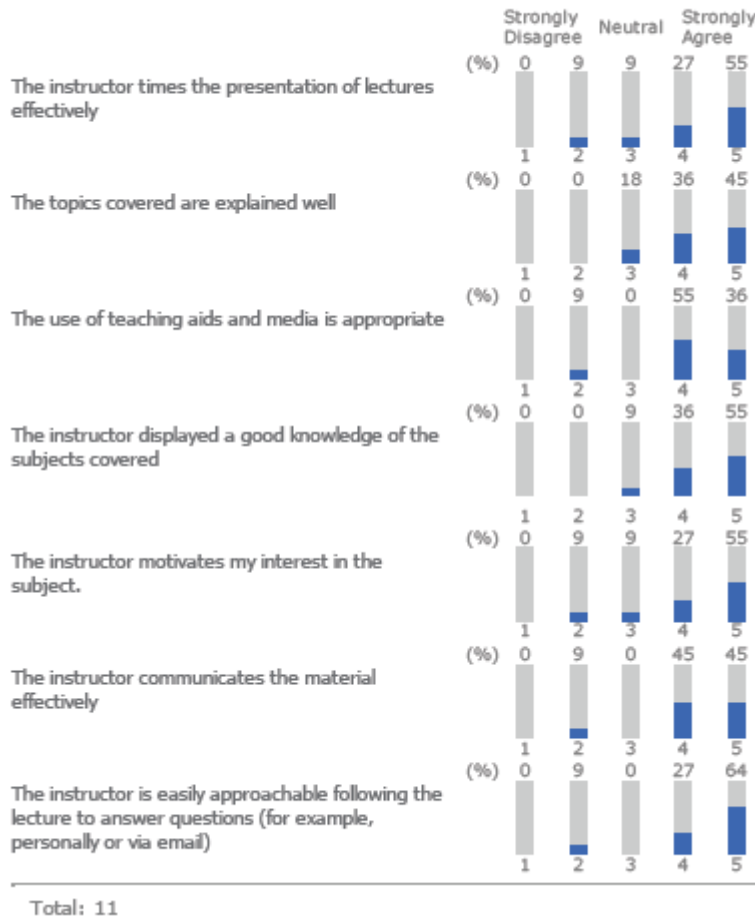 Strongly Disagree Neutral Strongly Agree
(%) 0 9 9 27 55
The instructor times the presentation of lectures
effectively
1 2 3 4 5
(%) 0 0 18 36 45
The topics covered are explained well
1 2 3 4 5
(%) 0 9 0 55 36
The use of teaching aids and media is appropriate
1 2 3 4 5
(%) 0 0 9 36 55
The instructor displayed a good knowledge of the
subjects covered
1 2 3 4 5
(%) 0 9 9 27 55
The instructor motivates my interest in the
subject.
1 2 3 4 5
(%) 0 9 0 45 45
The instructor communicates the material
effectively
1 2 3 4 5
(%) 0 9 0 27 64
The instructor is easily approachable following the
lecture to answer questions (for example,
personally or via email)
1 2 3 4 5
Total: 11